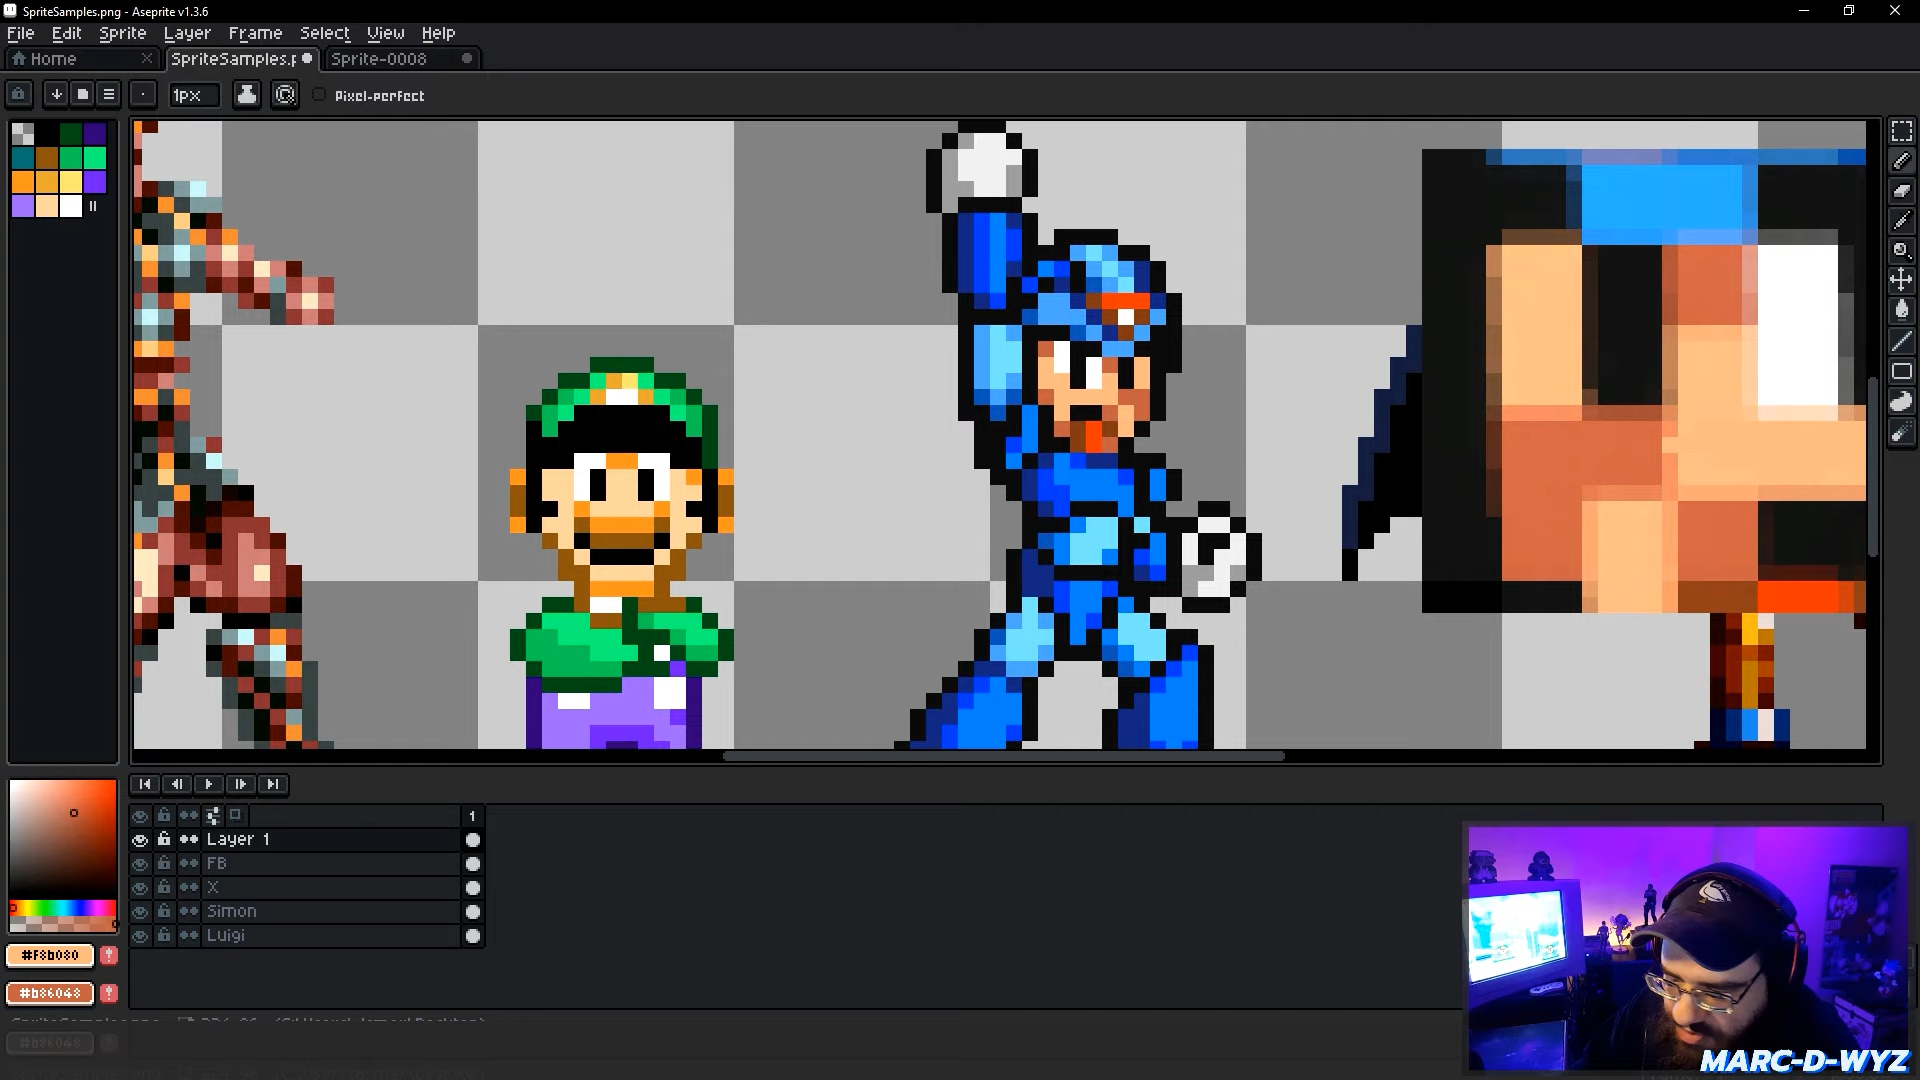 SpriteSamples.png - Aseprite v1.3.6
File Edit Sprite Layer Frame Select View Help
Home SpriteSamples.p Sprite-0008
1px Pixel-perfect
1
Layer 1
FB
X
Simon
Luigi
#f8b080
#b86048
#b86048
MARC-D-WYZ